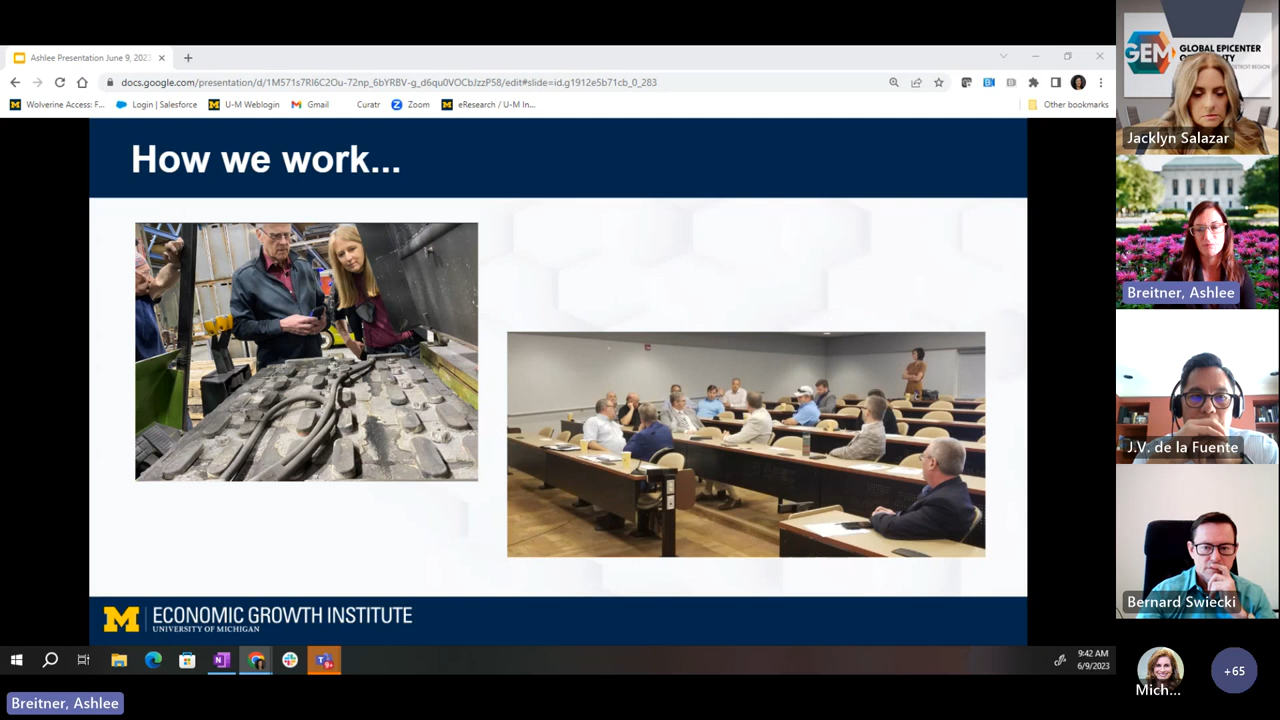 Ashlee Presentation June 9, 2023
docs.google.com/presentation/d/1M571s7Rl6C2Ou-72np_6bYRBV-g_d6qu0VOCbJzzP58/edit#slide=id.g1912e5b71cb_0_283
Wolverine Access: F...
Login | Salesforce
U-M Weblogin
Gmail
Curatr
Zoom
eResearch / U-M In...
Other bookmarks
How we work...
M
ECONOMIC GROWTH INSTITUTE
UNIVERSITY OF MICHIGAN
9:42 AM
6/9/2023
Breitner, Ashlee
GEM
GLOBAL EPICENTER
DETROIT REGION
Jacklyn Salazar
Breitner, Ashlee
J.V. de la Fuente
Bernard Swiecki
Mich...
+65